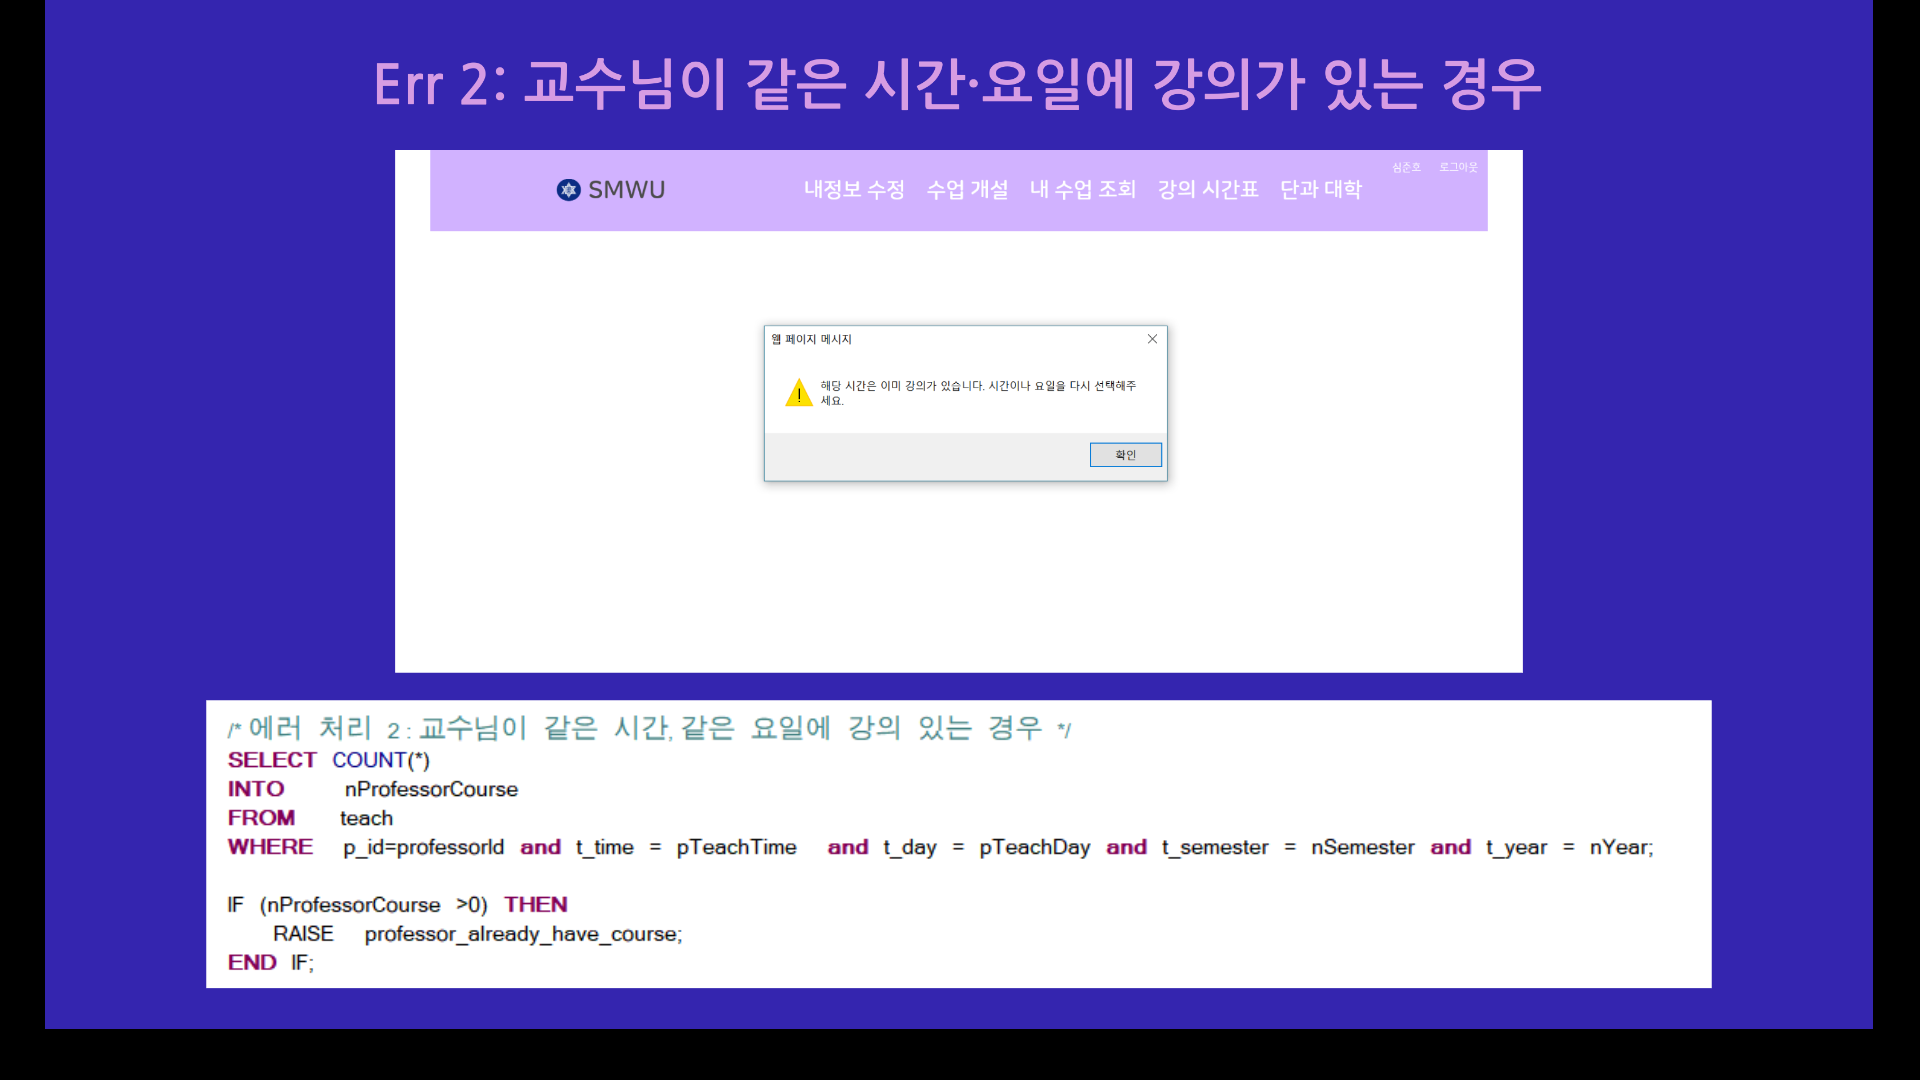 Err 2: 교수님이 같은 시간·요일에 강의가 있는 경우
심준호 로그아웃
SMWU 내정보 수정 수업 개설 내 수업 조회 강의 시간표 단과 대학
웹 페이지 메시지
해당 시간은 이미 강의가 있습니다. 시간이나 요일을 다시 선택해주
세요.
확인
/* 에러 처리 2 : 교수님이 같은 시간, 같은 요일에 강의 있는 경우 */
SELECT COUNT(*)
INTO nProfessorCourse
FROM teach
WHERE p_id=professorId and t_time = pTeachTime and t_day = pTeachDay and t_semester = nSemester and t_year = nYear;
IF (nProfessorCourse >0) THEN
RAISE professor_already_have_course;
END IF;